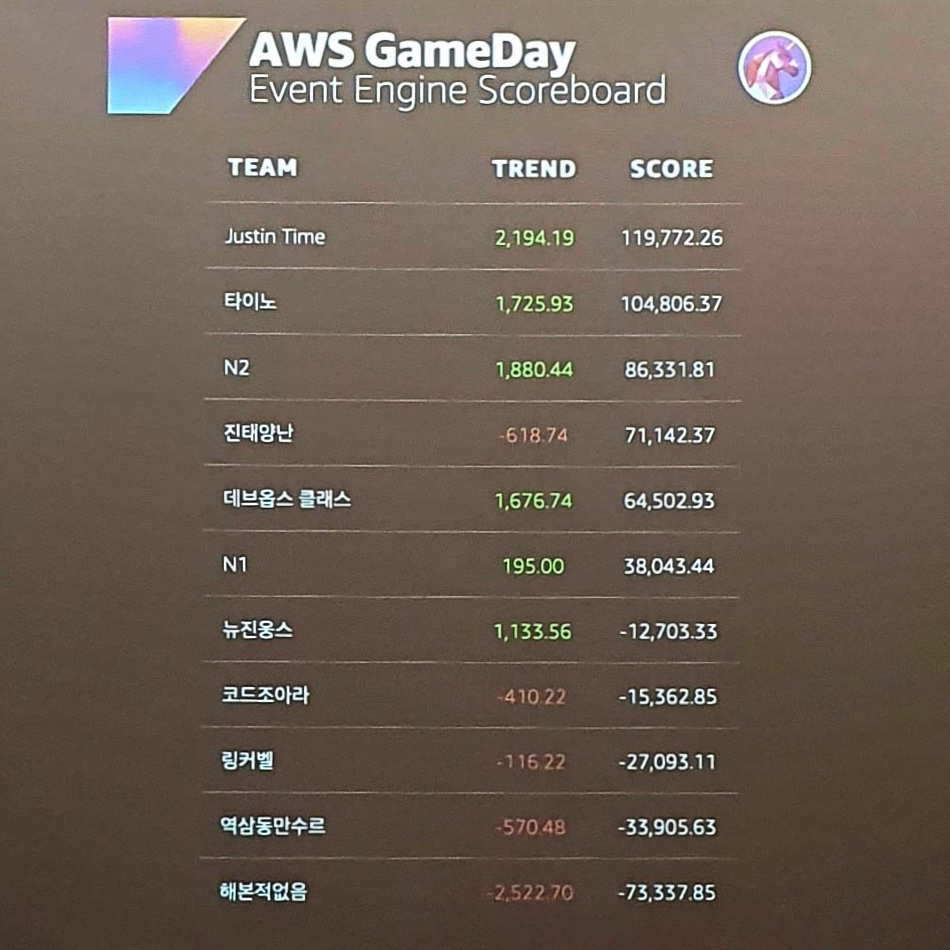 AWS GameDay
Event Engine Scoreboard
TEAM TREND SCORE
Justin Time 2,194.19 119,772.26
타이노 1,725.93 104,806.37
N2 1,880.44 86,331.81
진태양난 -618.74 71,142.37
데브옵스 클래스 1,676.74 64,502.93
N1 195.00 38,043.44
뉴진웅스 1,133.56 -12,703.33
코드조아라 -410.22 -15,362.85
링커벨 -116.22 -27,093.11
역삼동만수르 -570.48 -33,905.63
해본적없음 -2,522.70 -73,337.85